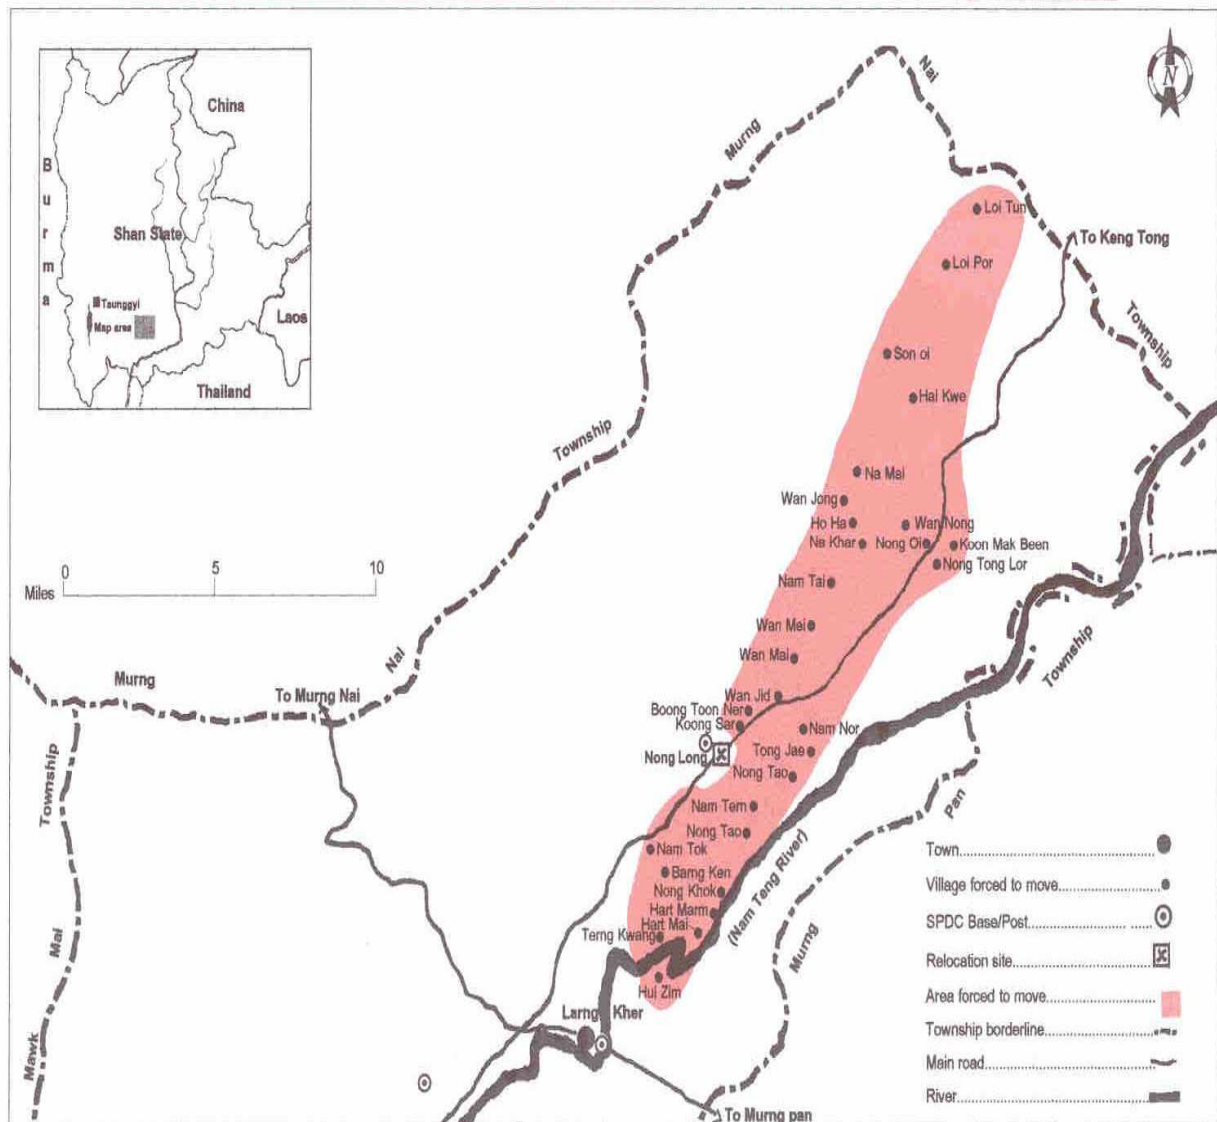 China
Burma
Shan State
Taunggyi
Map area
Laos
Thailand
N
Murng
Nai
Township
Loi Tun
To Keng Tong
Loi Por
Township
Son oi
Hai Kwe
Township
Na Mai
Wan Jong
Ho Ha
Wan Nong
Na Khar
Nong Oi
Koon Mak Been
Nong Tong Lor
Miles
0
5
10
Nam Tai
Wan Mei
Wan Mai
Nai
Murng
To Murng Nai
Wan Jid
Boong Toon Ner
Koong Sar
Nam Nor
Nong Long
Tong Jae
Nong Tao
Township
Nam Tem
Nong Tao
Nam Tok
Barng Ken
Nong Khok
Hart Marm
Hart Mai
Terng Kwang
Hui Zim
(Nam Teng River)
Pan
Murng
Township
Mai
Mawk
Larng Kher
To Murng pan
Town
Village forced to move
SPDC Base/Post
Relocation site
Area forced to move
Township borderline
Main road
River